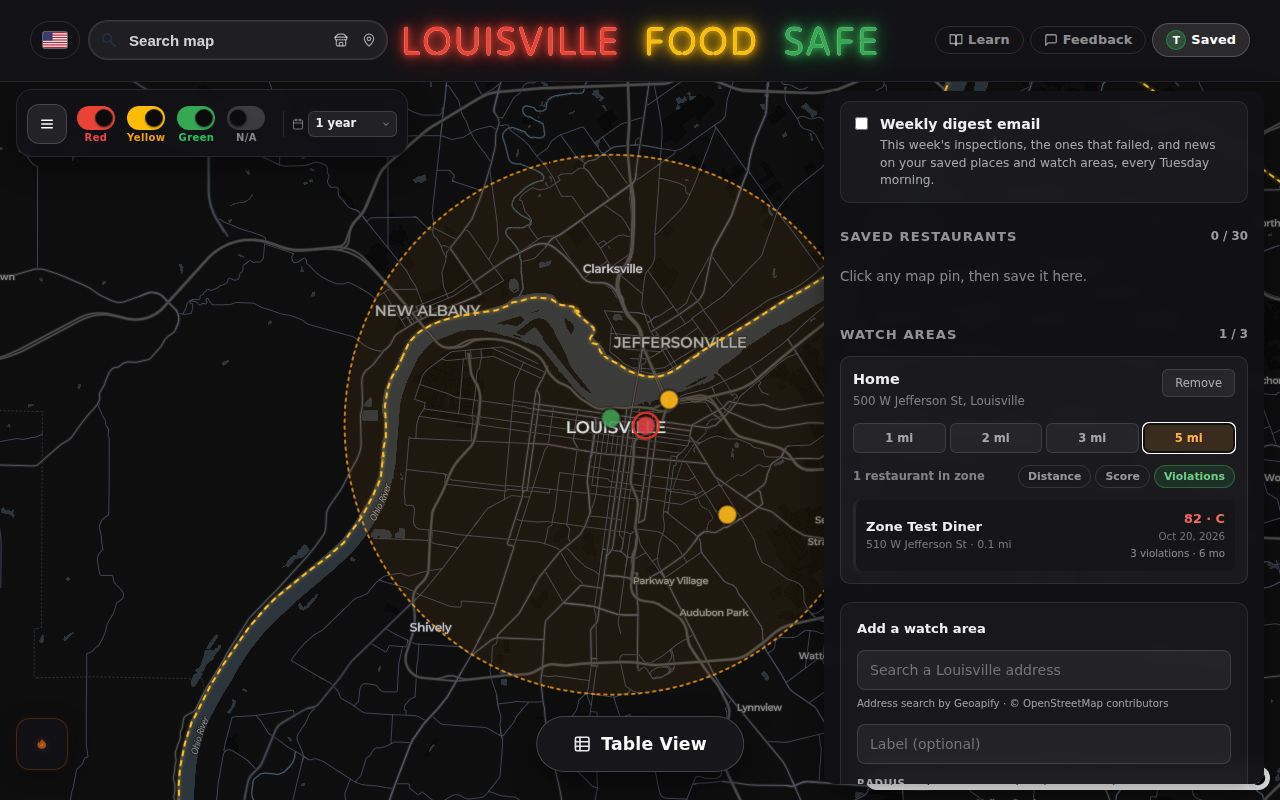 Search map
LOUISVILLE FOOD SAFE
Learn
Feedback
T Saved
Red
Yellow
Green
N/A
1 year
Weekly digest email
This week's inspections, the ones that failed, and news
on your saved places and watch areas, every Tuesday
morning.
SAVED RESTAURANTS
0 / 30
Click any map pin, then save it here.
WATCH AREAS
1 / 3
Home
Remove
500 W Jefferson St, Louisville
1 mi
2 mi
3 mi
5 mi
1 restaurant in zone
Distance
Score
Violations
Zone Test Diner
82 · C
510 W Jefferson St · 0.1 mi
Oct 20, 2026
3 violations · 6 mo
Add a watch area
Search a Louisville address
Address search by Geoapify · © OpenStreetMap contributors
Label (optional)
RADIUS
Clarksville
NEW ALBANY
JEFFERSONVILLE
LOUISVILLE
Ohio River
Parkway Village
Audubon Park
Shively
Lynnview
Ohio River
Table View